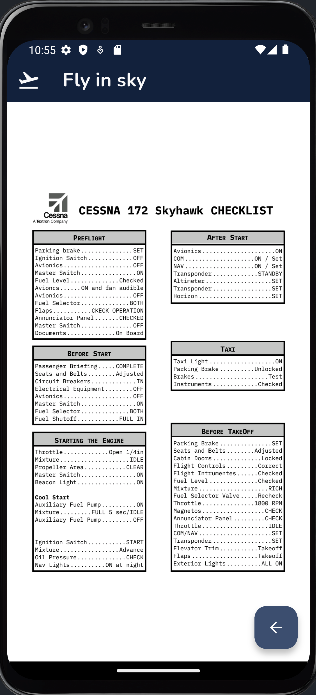 10:55
Fly in sky
Cessna
A Textron Company
CESSNA 172 Skyhawk CHECKLIST
PREFLIGHT
Parking brake..........SET
Ignition Switch........OFF
Avionics...............OFF
Master Switch..........ON
Fuel Level.........Checked
Avionics.....ON and fan audible
Avionics...............OFF
Fuel Selector.........BOTH
Flaps......CHECK OPERATION
Annunciator Panel....CHECKED
Master Switch..........OFF
Documents.........On Board
BEFORE START
Passenger Briefing.....COMPLETE
Seats and Belts.....Adjusted
Circuit Breakers........IN
Electrical Equipment...OFF
Avionics...............OFF
Master Switch...........ON
Fuel Selector.........BOTH
Fuel Shutoff.......FULL IN
STARTING THE ENGINE
Throttle.........Open 1/4in
Mixture...............IDLE
Propeller Area.......CLEAR
Master Switch...........ON
Beacon Light............ON
Cool Start
Auxiliary Fuel Pump.....ON
Mixture......FULL 5 sec/IDLE
Auxiliary Fuel Pump....OFF
Ignition Switch......START
Mixture............Advance
Oil Pressure.........CHECK
Nav Lights.....ON at night
AFTER START
Avionics................ON
COM...............ON / Set
NAV...............ON / Set
Transponder........STANDBY
Altimeter..............SET
Transponder............SET
Horizon................SET
TAXI
Taxi Light..............ON
Parking Brake.....Unlocked
Brakes................Test
Instruments........Checked
BEFORE TAKEOFF
Parking Brake..........SET
Seats and Belts.....Adjusted
Cabin Doors.........Locked
Flight Controls.....Correct
Flight Instrumentes....Checked
Fuel Level.........Checked
Mixture...............RICH
Fuel Selector Valve....Recheck
Throttle..........1800 RPM
Magnetos.............CHECK
Annunciator Panel....CHECK
Throttle..............IDLE
COM/NAV................SET
Transponder............SET
Elevator Trim......Takeoff
Flaps..............Takeoff
Exterior Lights.....ALL ON